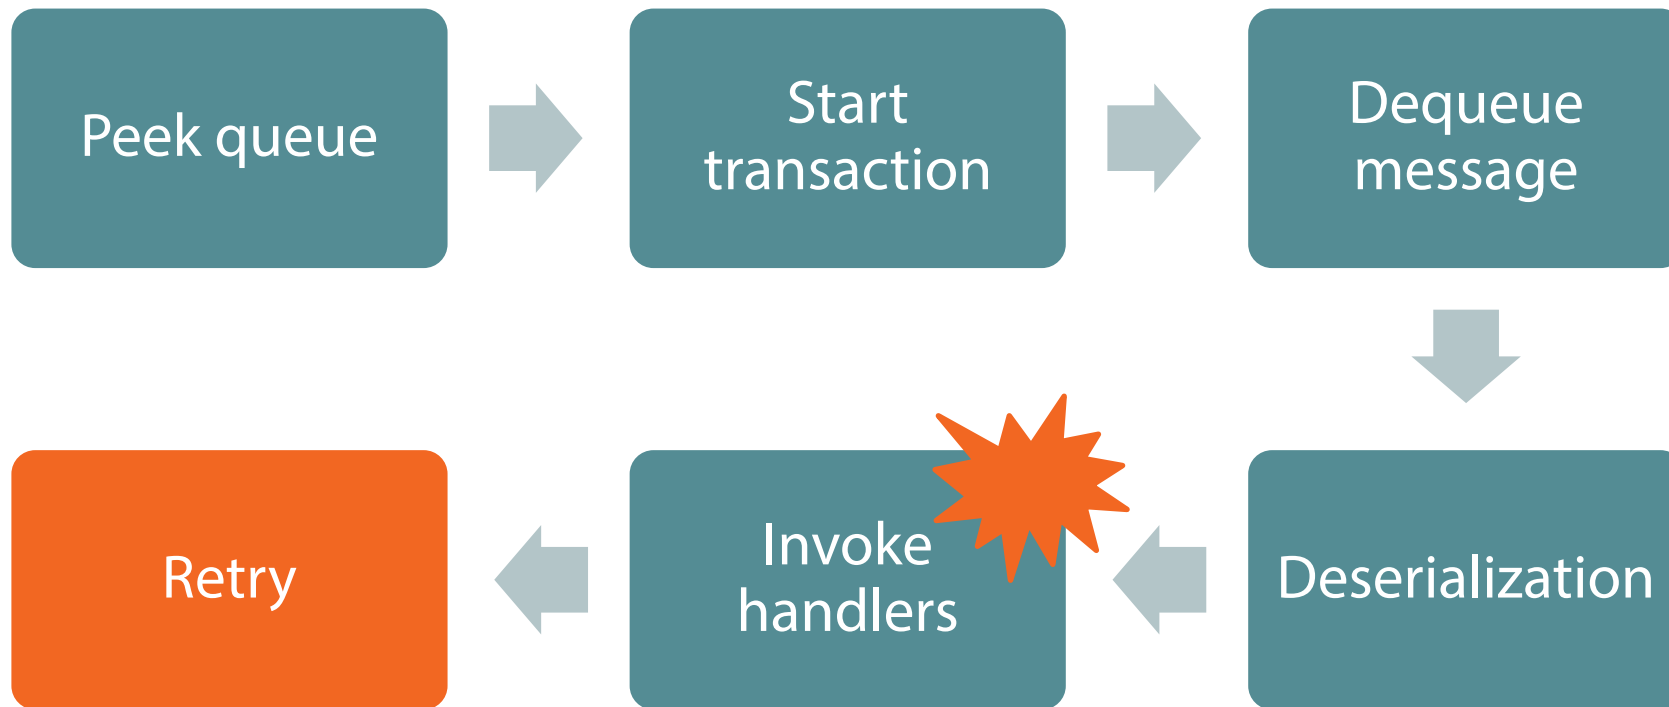 Peek queue
Start
transaction
Dequeue
message
Retry
Invoke
handlers
Deserialization